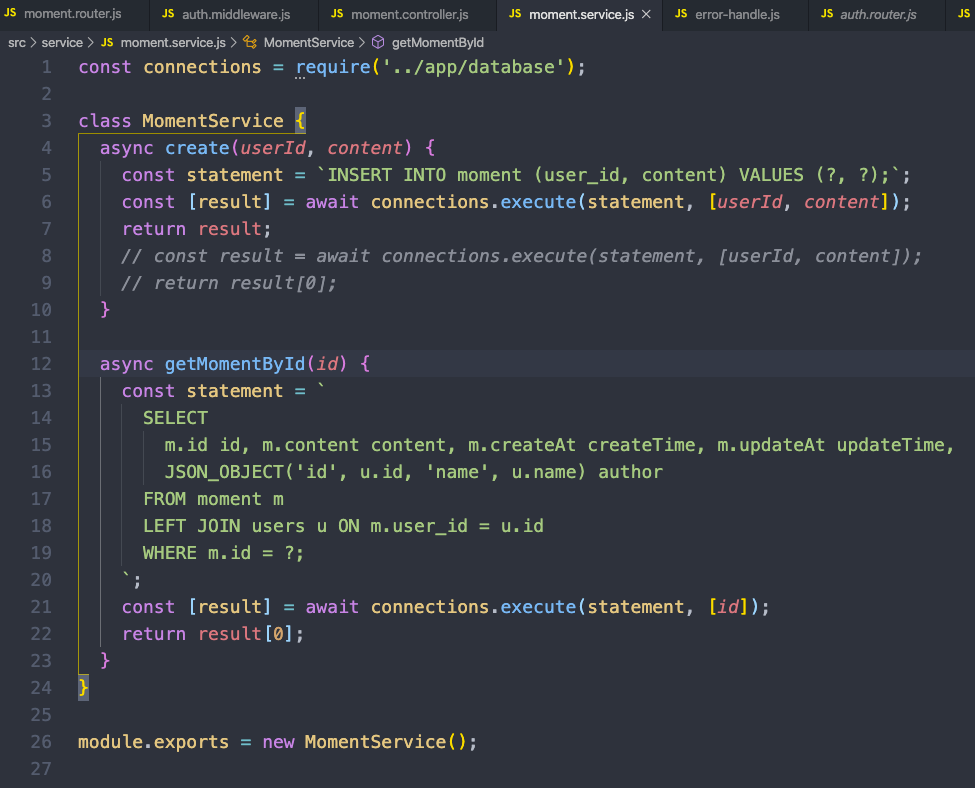 JS moment.router.js JS auth.middleware.js JS moment.controller.js JS moment.service.js × JS error-handle.js JS auth.router.js JS
src > service > JS moment.service.js > MomentService > getMomentById
1 const connections = require('../app/database');
2
3 class MomentService {
4 async create(userId, content) {
5 const statement = `INSERT INTO moment (user_id, content) VALUES (?, ?);`;
6 const [result] = await connections.execute(statement, [userId, content]);
7 return result;
8 // const result = await connections.execute(statement, [userId, content]);
9 // return result[0];
10 }
11
12 async getMomentById(id) {
13 const statement = `
14 SELECT
15 m.id id, m.content content, m.createAt createTime, m.updateAt updateTime,
16 JSON_OBJECT('id', u.id, 'name', u.name) author
17 FROM moment m
18 LEFT JOIN users u ON m.user_id = u.id
19 WHERE m.id = ?;
20 `;
21 const [result] = await connections.execute(statement, [id]);
22 return result[0];
23 }
24 }
25
26 module.exports = new MomentService();
27